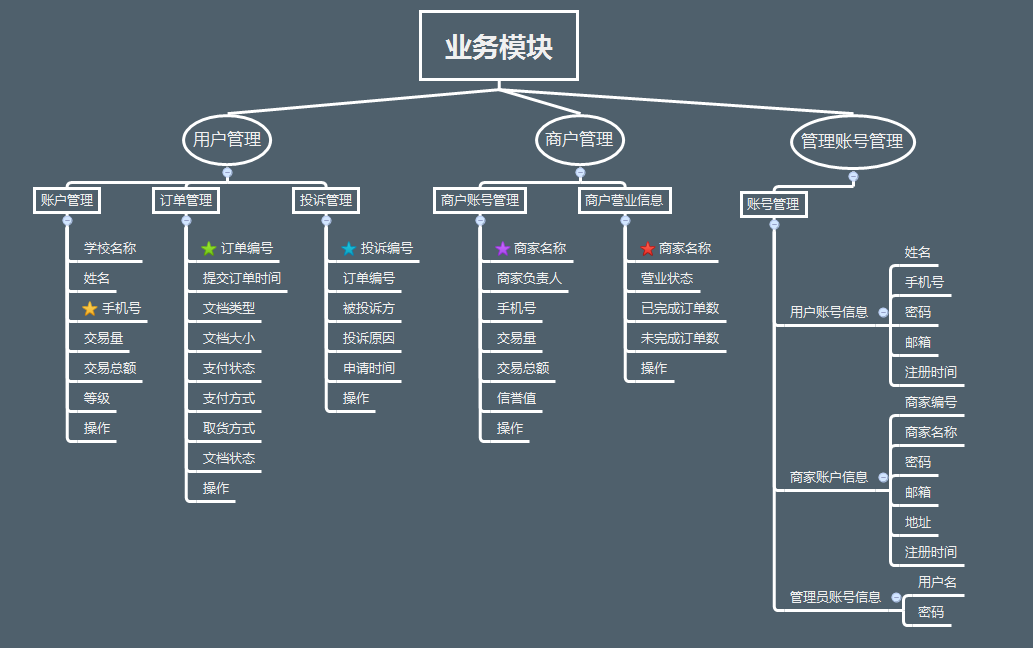 业务模块
用户管理
账户管理
学校名称
姓名
手机号
交易量
交易总额
等级
操作
订单管理
订单编号
提交订单时间
文档类型
文档大小
支付状态
支付方式
取货方式
文档状态
操作
投诉管理
投诉编号
订单编号
被投诉方
投诉原因
申请时间
操作
商户管理
商户账号管理
商家名称
商家负责人
手机号
交易量
交易总额
信誉值
操作
商户营业信息
商家名称
营业状态
已完成订单数
未完成订单数
操作
管理账号管理
账号管理
用户账号信息
姓名
手机号
密码
邮箱
注册时间
商家账户信息
商家编号
商家名称
密码
邮箱
地址
注册时间
管理员账号信息
用户名
密码